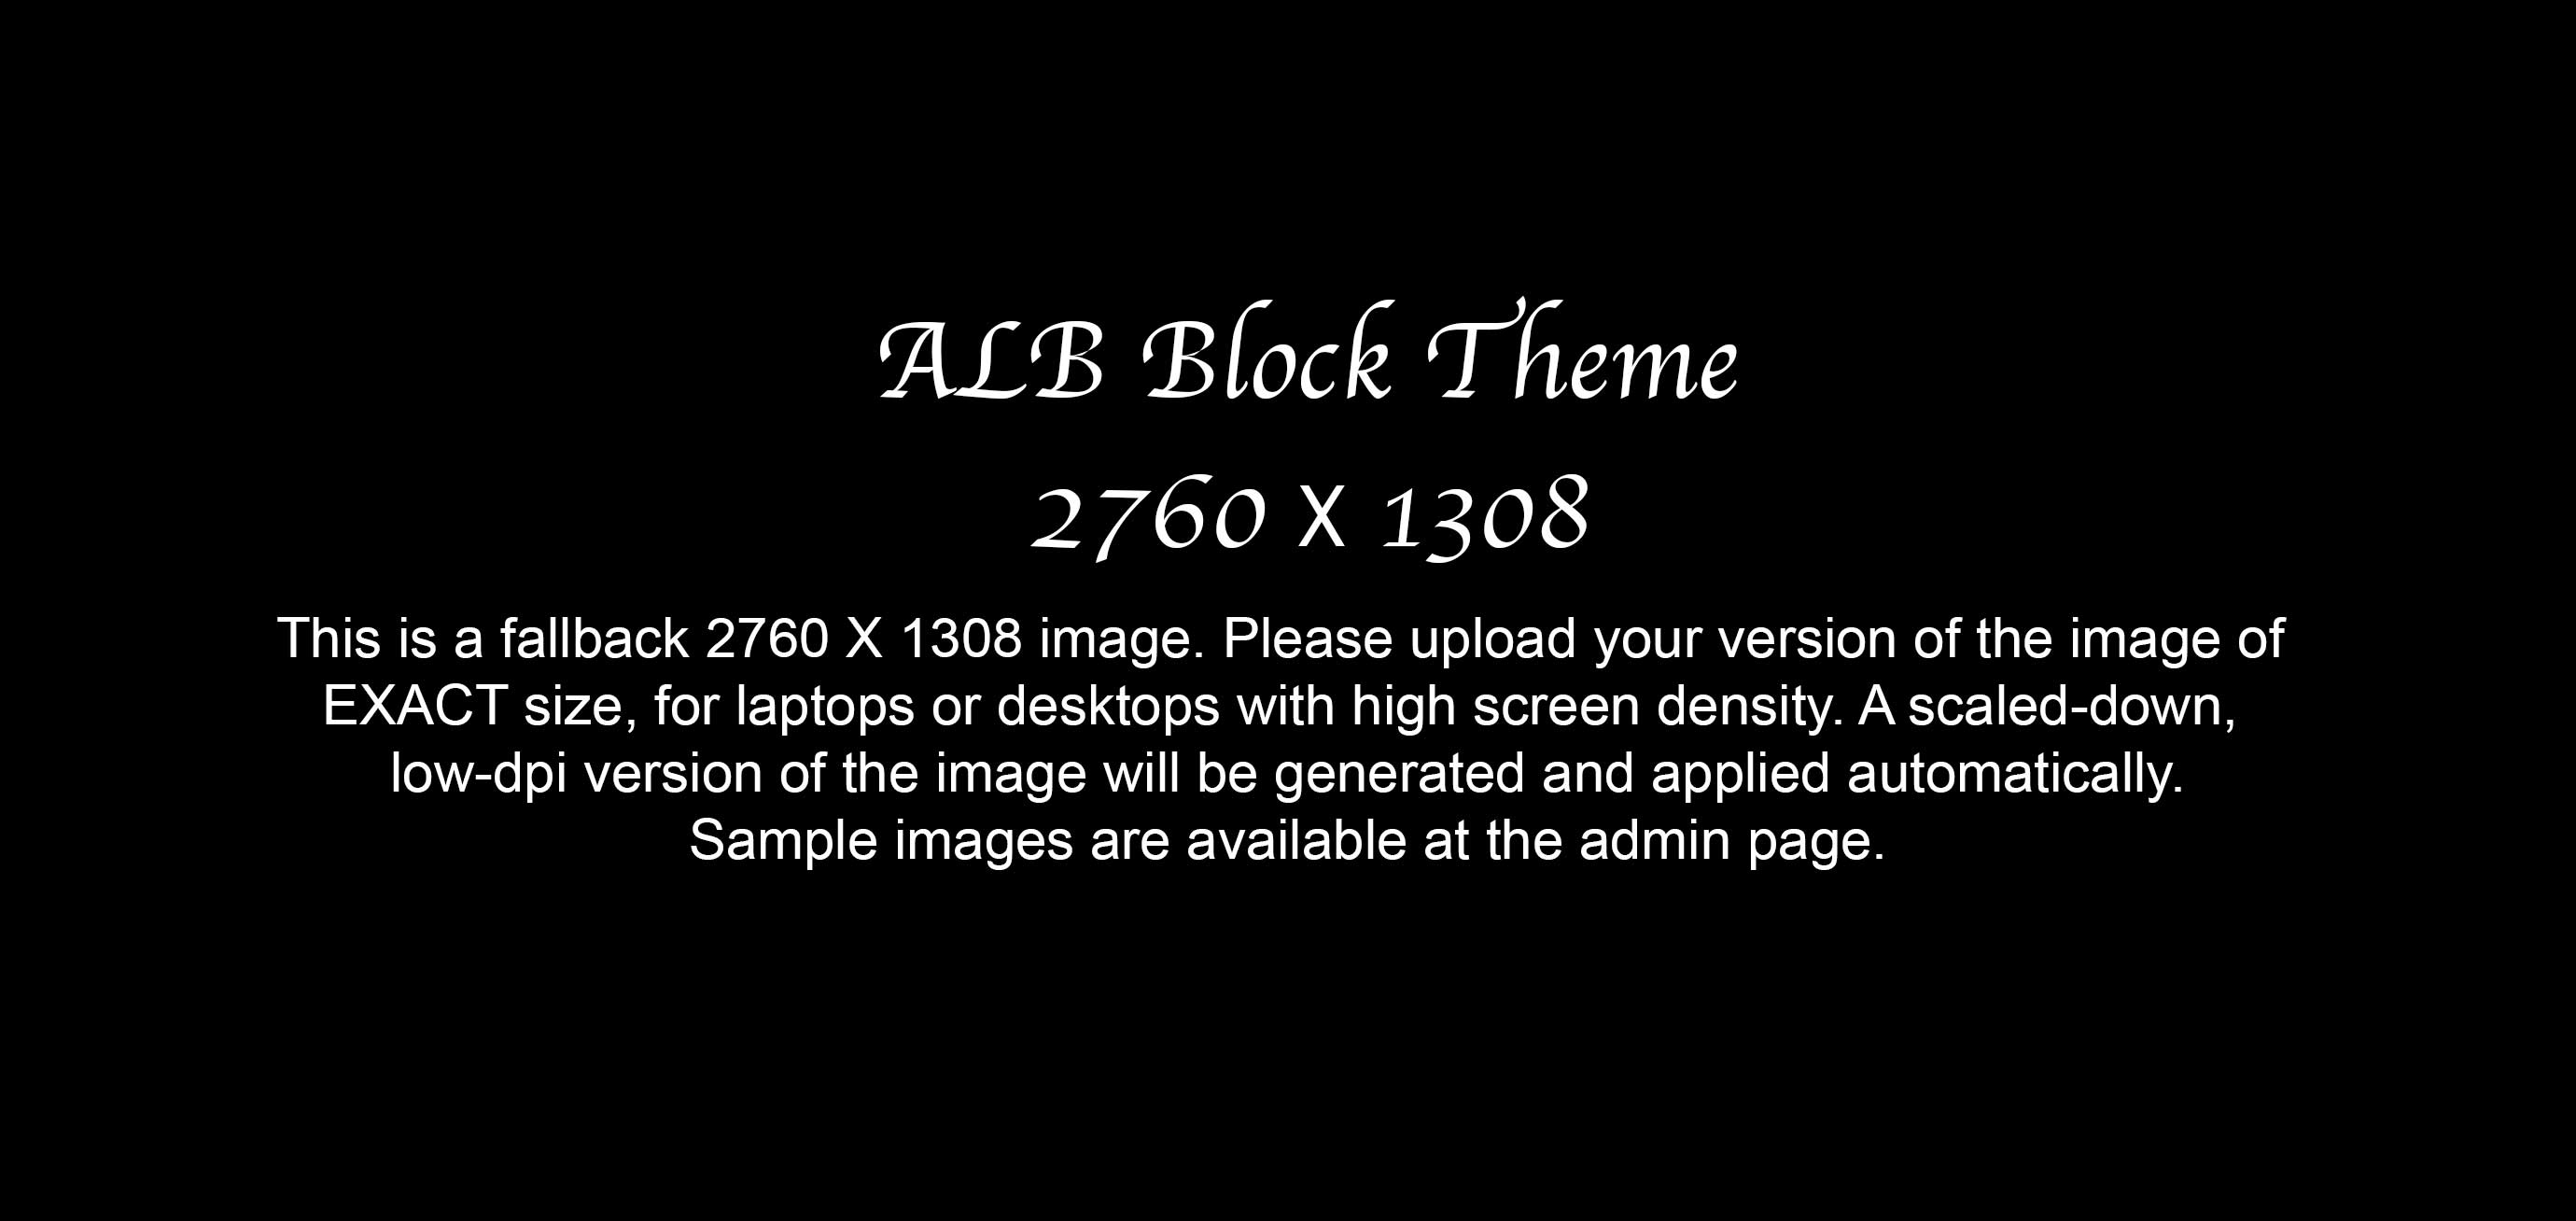 ALB Block Theme
2760 X 1308
This is a fallback 2760 X 1308 image. Please upload your version of the image of
EXACT size, for laptops or desktops with high screen density. A scaled-down,
low-dpi version of the image will be generated and applied automatically.
Sample images are available at the admin page.